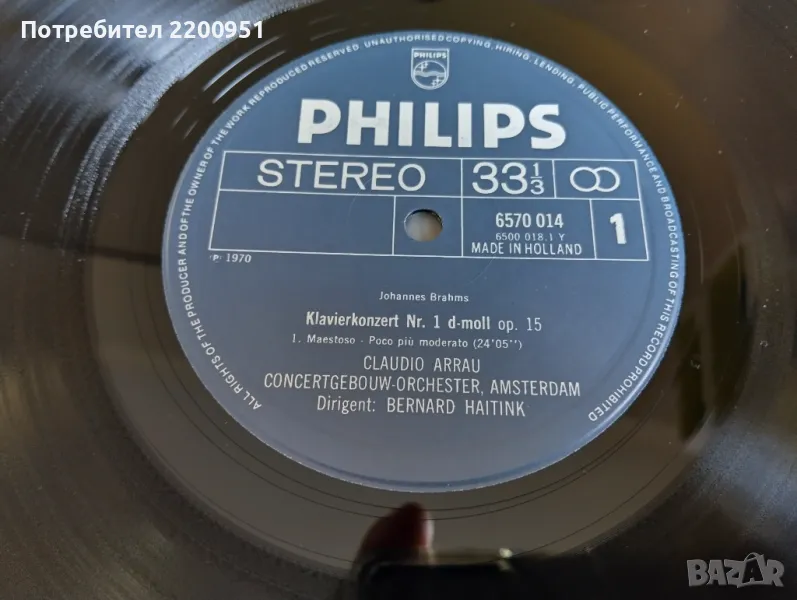 Потребител 2200951
ALL RIGHTS OF THE PRODUCER AND OF THE OWNER OF THE WORK REPRODUCED RESERVED. UNAUTHORISED COPYING, HIRING, LENDING, PUBLIC PERFORMANCE AND BROADCASTING OF THIS RECORD PROHIBITED
PHILIPS
PHILIPS
STEREO 33 1/3
6570 014 1
6500 018.1 Y
MADE IN HOLLAND
(P) 1970
Johannes Brahms
Klavierkonzert Nr. 1 d-moll op. 15
1. Maestoso - Poco più moderato (24'05")
CLAUDIO ARRAU
CONCERTGEBOUW-ORCHESTER, AMSTERDAM
Dirigent: BERNARD HAITINK
BAZAR